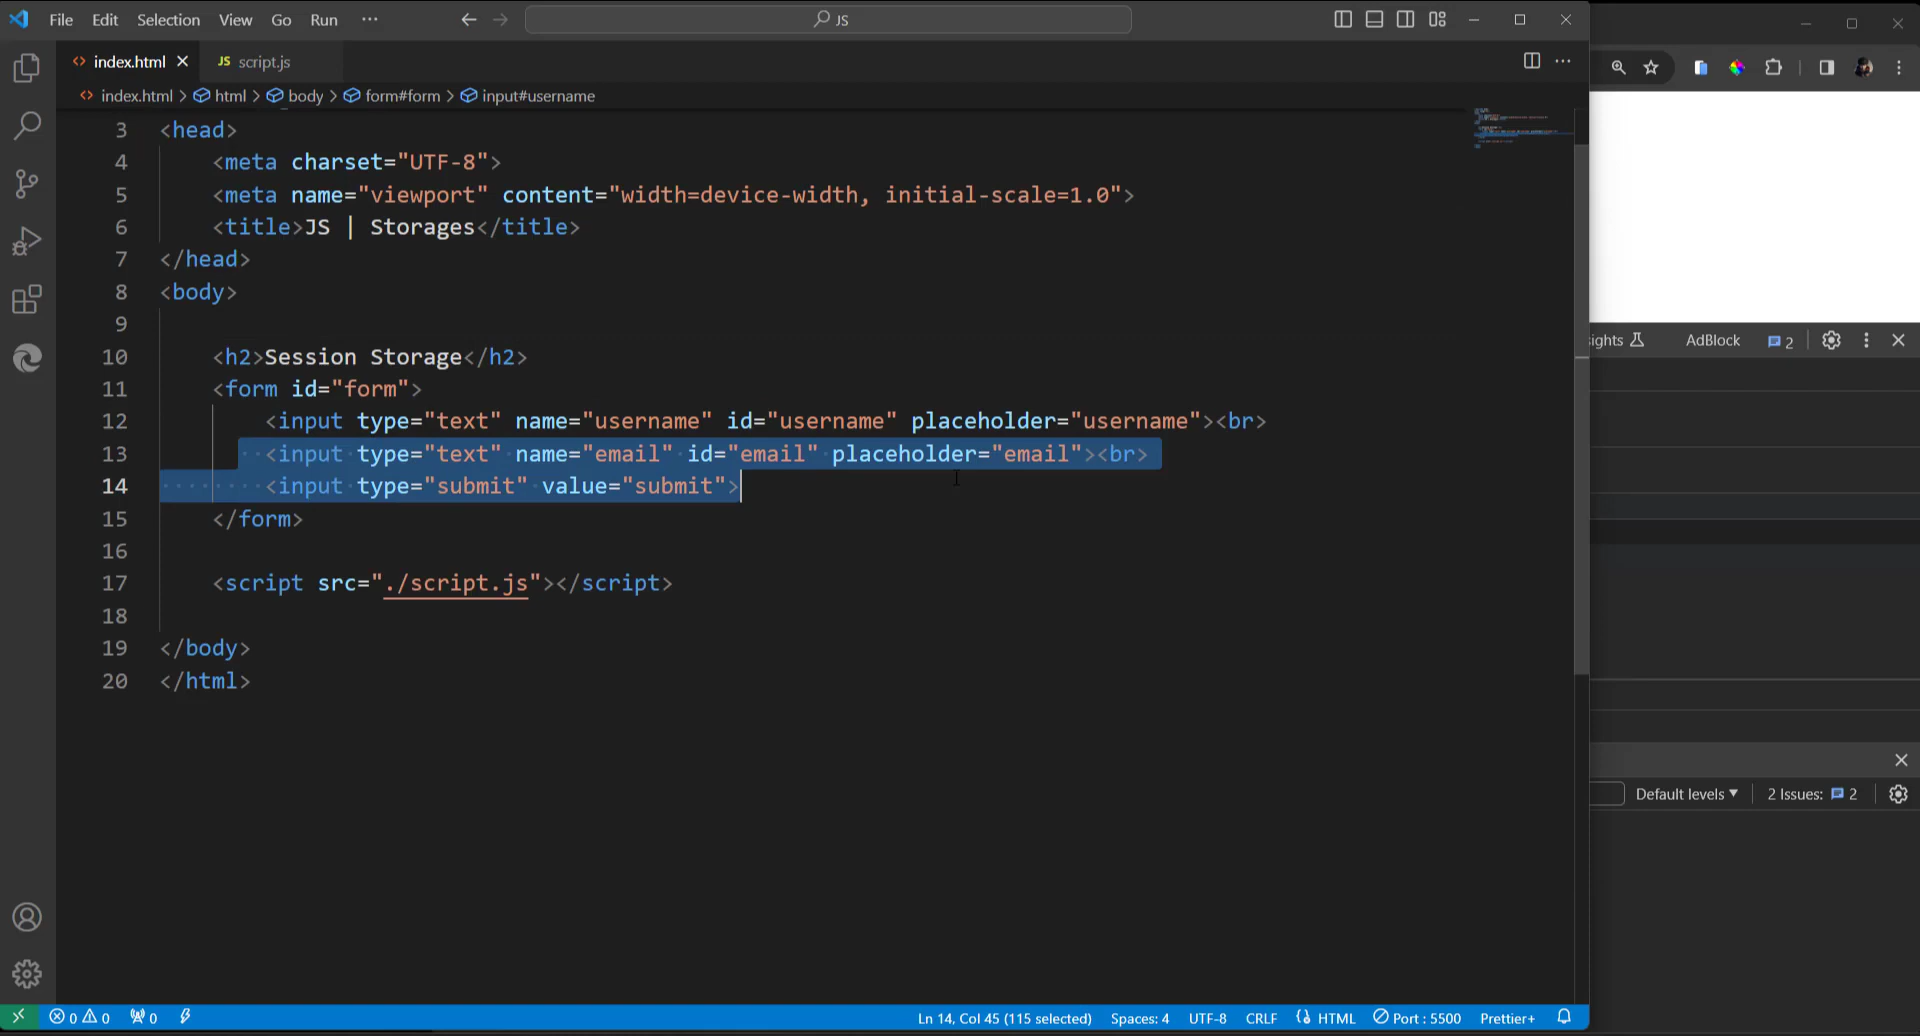 File Edit Selection View Go Run ··· JS
index.html JS script.js
index.html > html > body > form#form > input#username
3 <head>
4 <meta charset="UTF-8">
5 <meta name="viewport" content="width=device-width, initial-scale=1.0">
6 <title>JS | Storages</title>
7 </head>
8 <body>
9
10 <h2>Session Storage</h2>
11 <form id="form">
12 <input type="text" name="username" id="username" placeholder="username"><br>
13 <input type="text" name="email" id="email" placeholder="email"><br>
14 <input type="submit" value="submit">
15 </form>
16
17 <script src="./script.js"></script>
18
19 </body>
20 </html>
ights AdBlock 2
Default levels 2 Issues: 2
0 0 0 Ln 14, Col 45 (115 selected) Spaces: 4 UTF-8 CRLF HTML Port : 5500 Prettier+